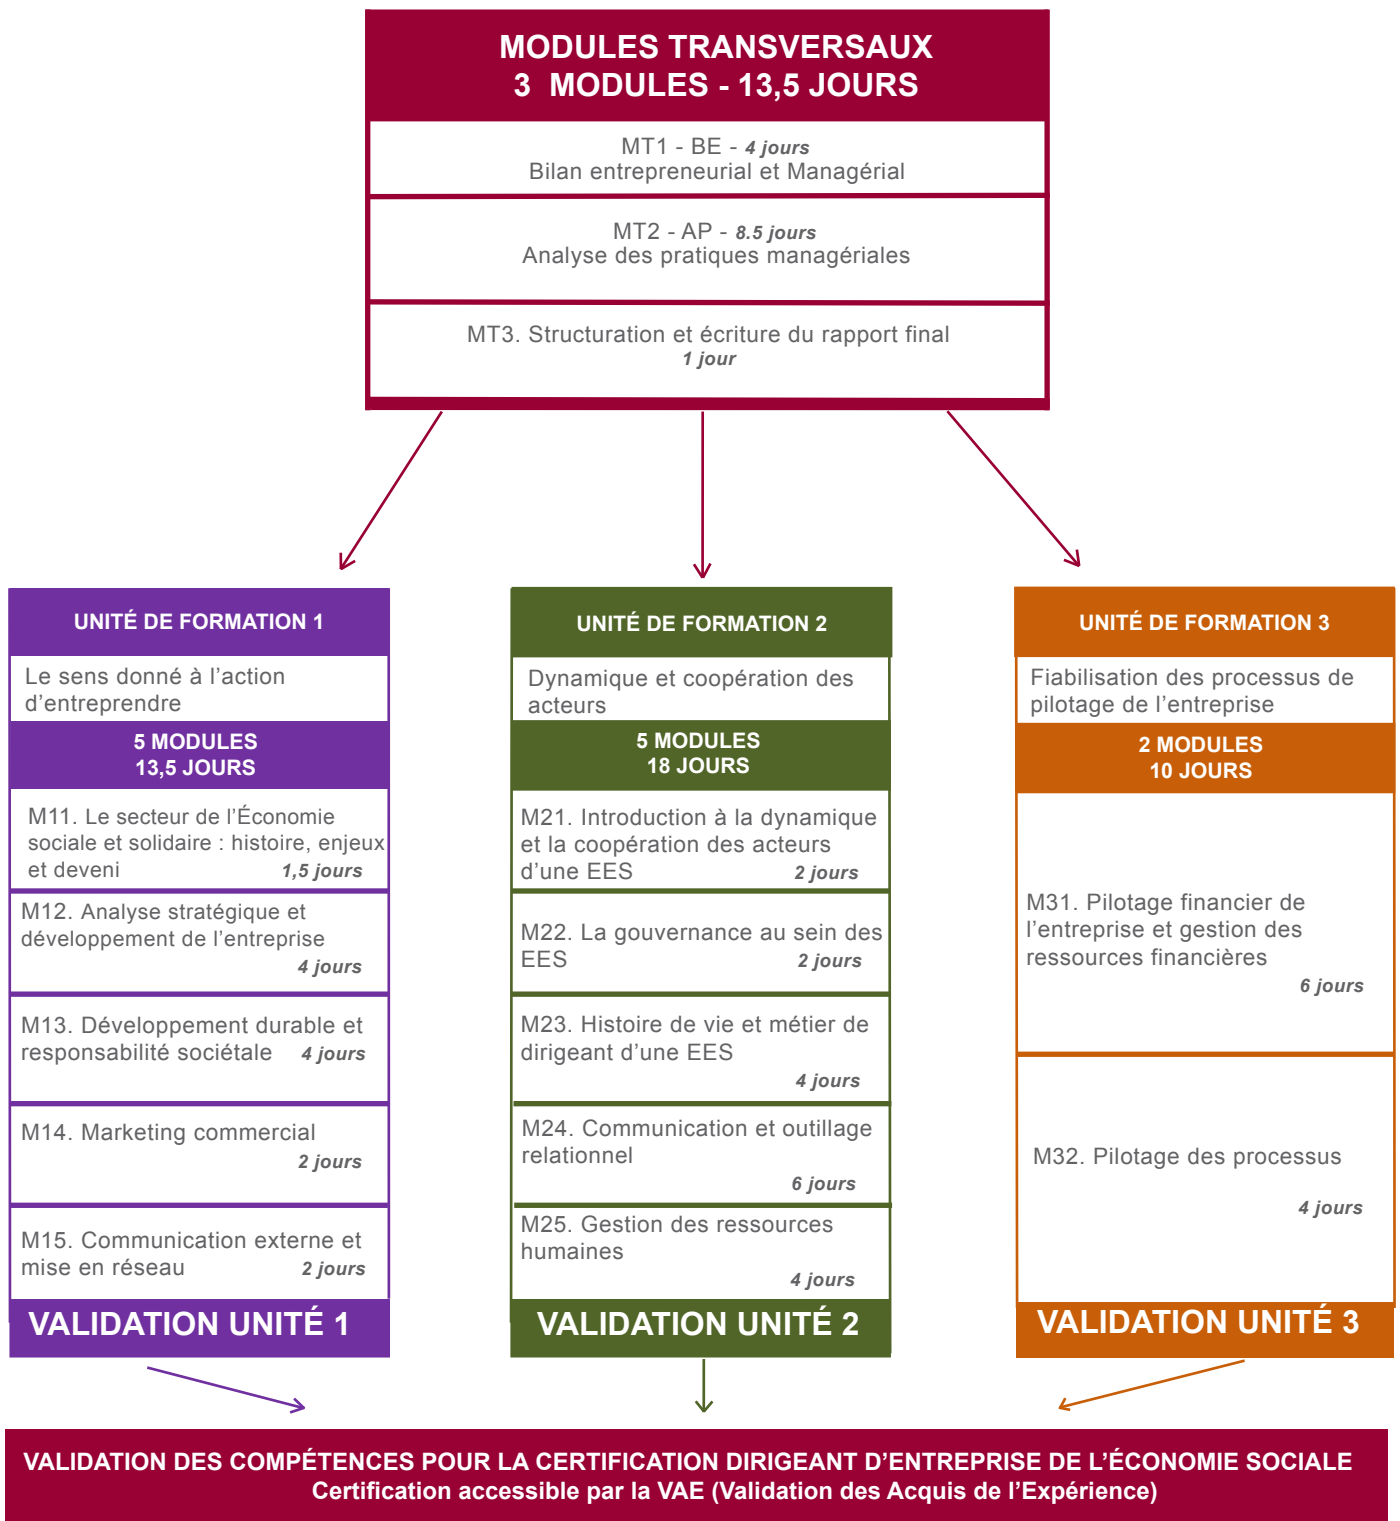 MODULES TRANSVERSAUX
3 MODULES - 13,5 JOURS
MT1 - BE - 4 jours
Bilan entrepreneurial et Managérial
MT2 - AP - 8.5 jours
Analyse des pratiques managériales
MT3. Structuration et écriture du rapport final
1 jour
UNITÉ DE FORMATION 1
Le sens donné à l’action
d’entreprendre
5 MODULES
13,5 JOURS
M11. Le secteur de l’Économie
sociale et solidaire : histoire, enjeux
et deveni 1,5 jours
M12. Analyse stratégique et
développement de l’entreprise
4 jours
M13. Développement durable et
responsabilité sociétale 4 jours
M14. Marketing commercial
2 jours
M15. Communication externe et
mise en réseau 2 jours
VALIDATION UNITÉ 1
UNITÉ DE FORMATION 2
Dynamique et coopération des
acteurs
5 MODULES
18 JOURS
M21. Introduction à la dynamique
et la coopération des acteurs
d’une EES 2 jours
M22. La gouvernance au sein des
EES 2 jours
M23. Histoire de vie et métier de
dirigeant d’une EES
4 jours
M24. Communication et outillage
relationnel
6 jours
M25. Gestion des ressources
humaines
4 jours
VALIDATION UNITÉ 2
UNITÉ DE FORMATION 3
Fiabilisation des processus de
pilotage de l’entreprise
2 MODULES
10 JOURS
M31. Pilotage financier de
l’entreprise et gestion des
ressources financières
6 jours
M32. Pilotage des processus
4 jours
VALIDATION UNITÉ 3
VALIDATION DES COMPÉTENCES POUR LA CERTIFICATION DIRIGEANT D’ENTREPRISE DE L’ÉCONOMIE SOCIALE
Certification accessible par la VAE (Validation des Acquis de l’Expérience)